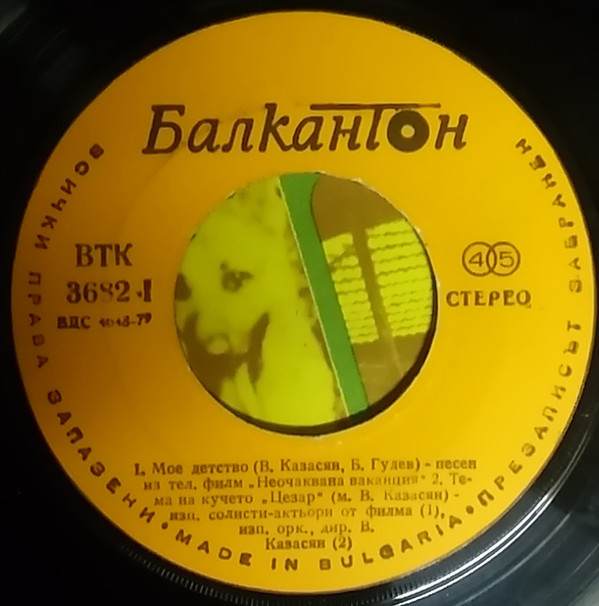 БалканТон
ВТК
3682-I
ВДС 4648-79
45
СТЕРЕО
1. Мое детство (В. Казасян, Б. Гудев) - песен
из тел. филм „Неочаквана ваканция“ 2. Те-
ма на кучето „Цезар“ (м. В. Казасян) -
изп. солисти-актьори от филма (1),
изп. орк., дир. В.
Казасян (2)
ВСИЧКИ ПРАВА ЗАПАЗЕНИ • MADE IN BULGARIA • ПРЕЗАПИСЪТ ЗАБРАНЕН